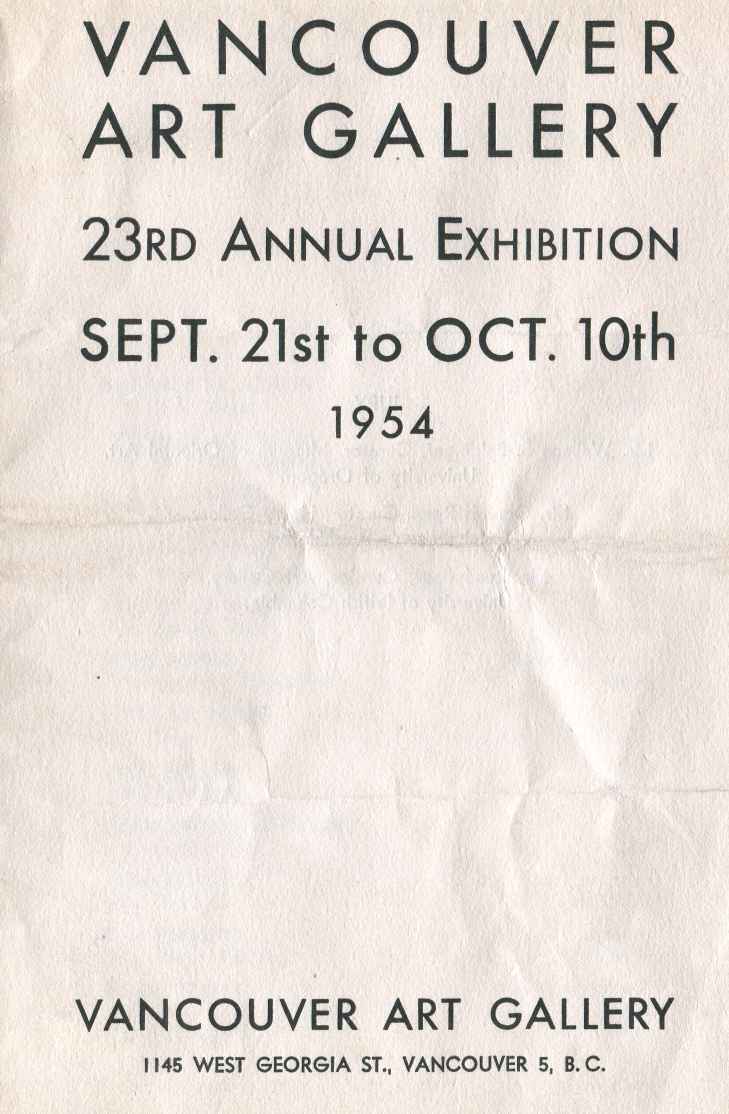 VANCOUVER
ART GALLERY
23RD ANNUAL EXHIBITION
SEPT. 21st to OCT. 10th
1954
VANCOUVER ART GALLERY
1145 WEST GEORGIA ST., VANCOUVER 5, B.C.